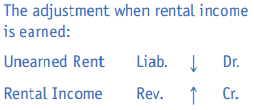 The adjustment when rental income
is earned:
Unearned Rent Liab. ↓ Dr.
Rental Income Rev. ↑ Cr.